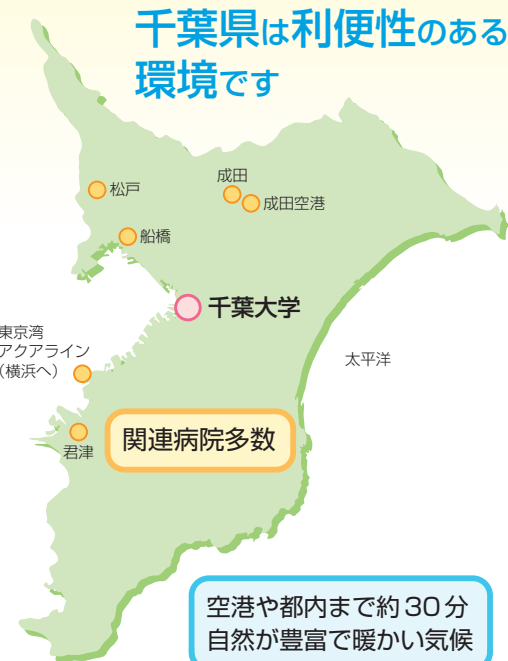 千葉県は利便性のある
環境です
松戸
成田
成田空港
船橋
千葉大学
東京湾
アクアライン
（横浜へ）
太平洋
君津
関連病院多数
空港や都内まで約30分
自然が豊富で暖かい気候